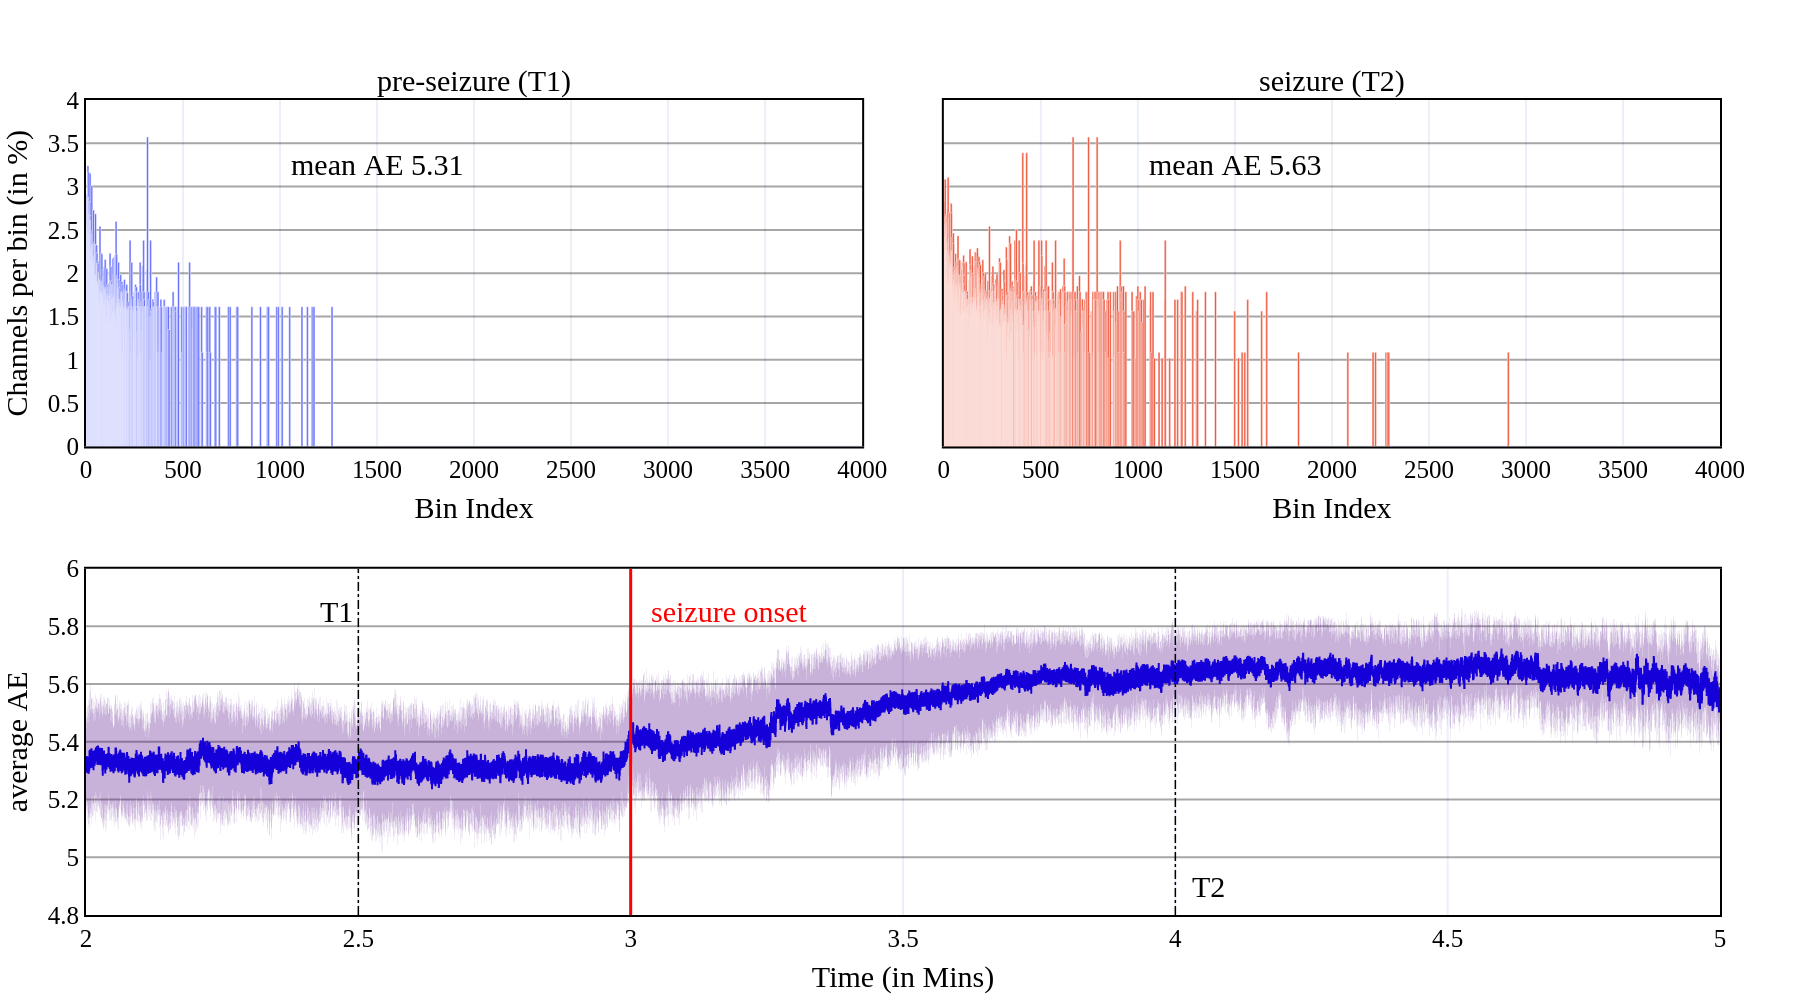 pre-seizure (T1)
seizure (T2)
Channels per bin (in %)
4
3.5
3
2.5
2
1.5
1
0.5
0
mean AE 5.31
mean AE 5.63
0 500 1000 1500 2000 2500 3000 3500 4000
0 500 1000 1500 2000 2500 3000 3500 4000
Bin Index
Bin Index
average AE
6
5.8
5.6
5.4
5.2
5
4.8
T1
seizure onset
T2
2 2.5 3 3.5 4 4.5 5
Time (in Mins)